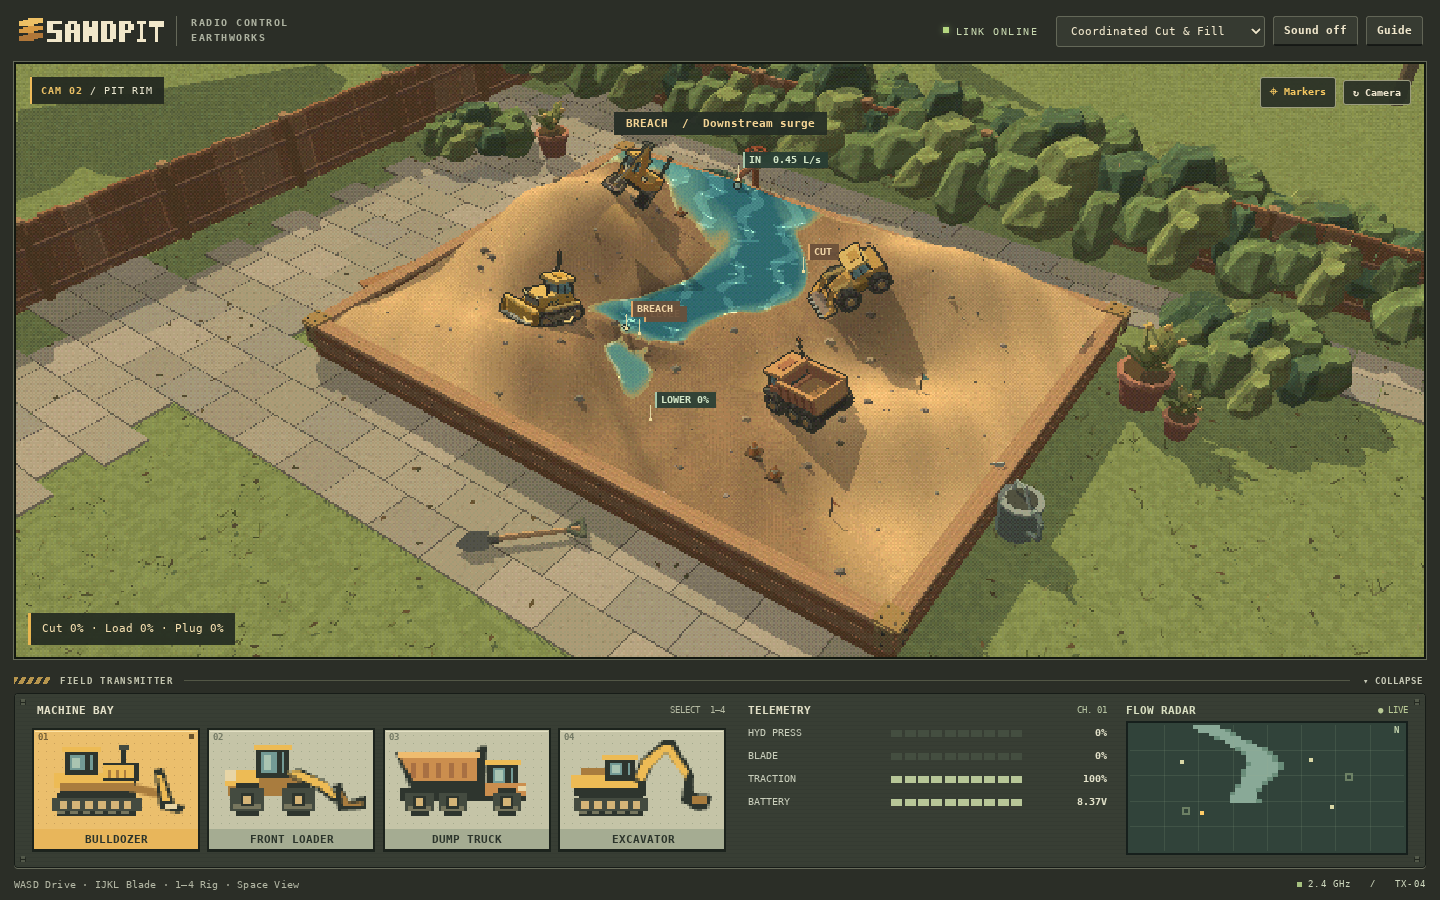 SANDPIT
RADIO CONTROL
EARTHWORKS
LINK ONLINE
Coordinated Cut & Fill
Sound off
Guide
CAM 02 / PIT RIM
⌖ Markers
↻ Camera
BREACH / Downstream surge
IN 0.45 L/s
CUT
BREACH
LOWER 0%
Cut 0% · Load 0% · Plug 0%
FIELD TRANSMITTER
▾ COLLAPSE
MACHINE BAY
SELECT 1–4
01
BULLDOZER
02
FRONT LOADER
03
DUMP TRUCK
04
EXCAVATOR
TELEMETRY
CH. 01
HYD PRESS 0%
BLADE 0%
TRACTION 100%
BATTERY 8.37V
FLOW RADAR
● LIVE
N
WASD Drive · IJKL Blade · 1–4 Rig · Space View
2.4 GHz / TX-04